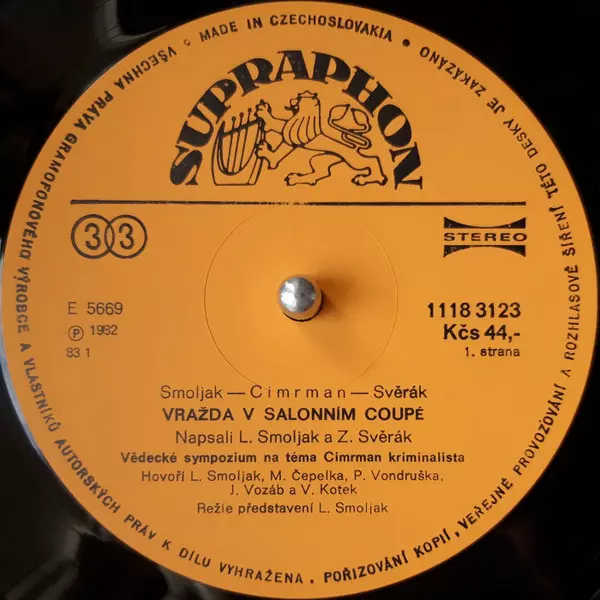 MADE IN CZECHOSLOVAKIA • VŠECHNA PRÁVA GRAMOFONOVÉHO VÝROBCE A VLASTNÍKŮ AUTORSKÝCH PRÁV K DÍLU VYHRAŽENA • POŘIZOVÁNÍ KOPIÍ, VEŘEJNÉ PROVOZOVÁNÍ A ROZHLASOVÉ ŠÍŘENÍ TÉTO DESKY JE ZAKÁZÁNO •
SUPRAPHON
33
STEREO
E 5669
Ⓟ 1982
83 1
1118 3123
Kčs 44,-
1. strana
Smoljak — Cimrman — Svěrák
VRAŽDA V SALONNÍM COUPÉ
Napsali L. Smoljak a Z. Svěrák
Vědecké sympozium na téma Cimrman kriminalista
Hovoří L. Smoljak, M. Čepelka, P. Vondruška,
J. Vozáb a V. Kotek
Režie představení L. Smoljak